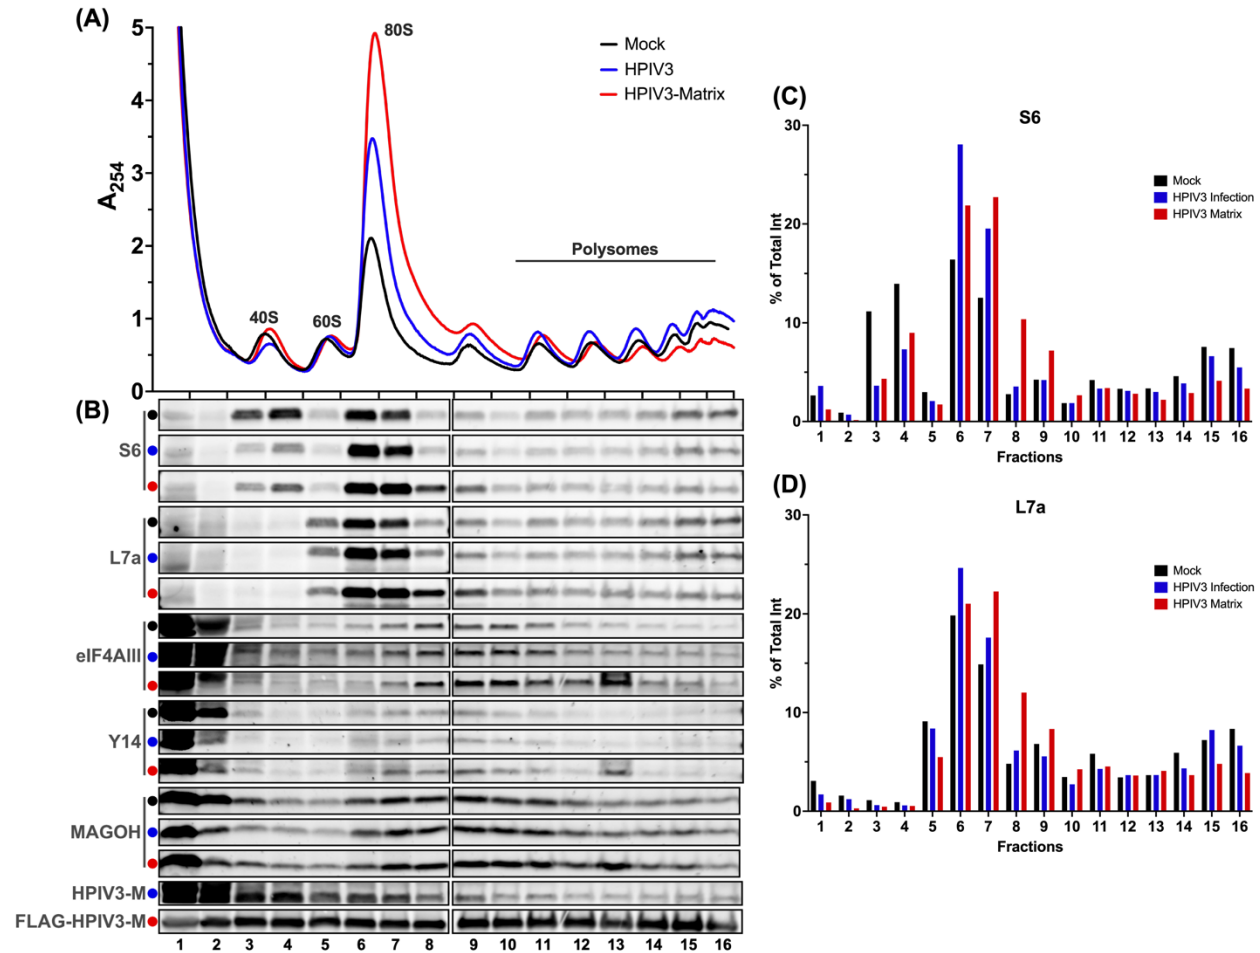 (A)
5
4
3
2
1
0
A254
80S
40S
60S
Polysomes
Mock
HPIV3
HPIV3-Matrix
(B)
S6
L7a
eIF4AIII
Y14
MAGOH
HPIV3-M
FLAG-HPIV3-M
1 2 3 4 5 6 7 8 9 10 11 12 13 14 15 16
(C)
S6
30
20
10
0
% of Total Int
Mock
HPIV3 Infection
HPIV3 Matrix
1 2 3 4 5 6 7 8 9 10 11 12 13 14 15 16
Fractions
(D)
L7a
30
20
10
0
% of Total Int
Mock
HPIV3 Infection
HPIV3 Matrix
1 2 3 4 5 6 7 8 9 10 11 12 13 14 15 16
Fractions